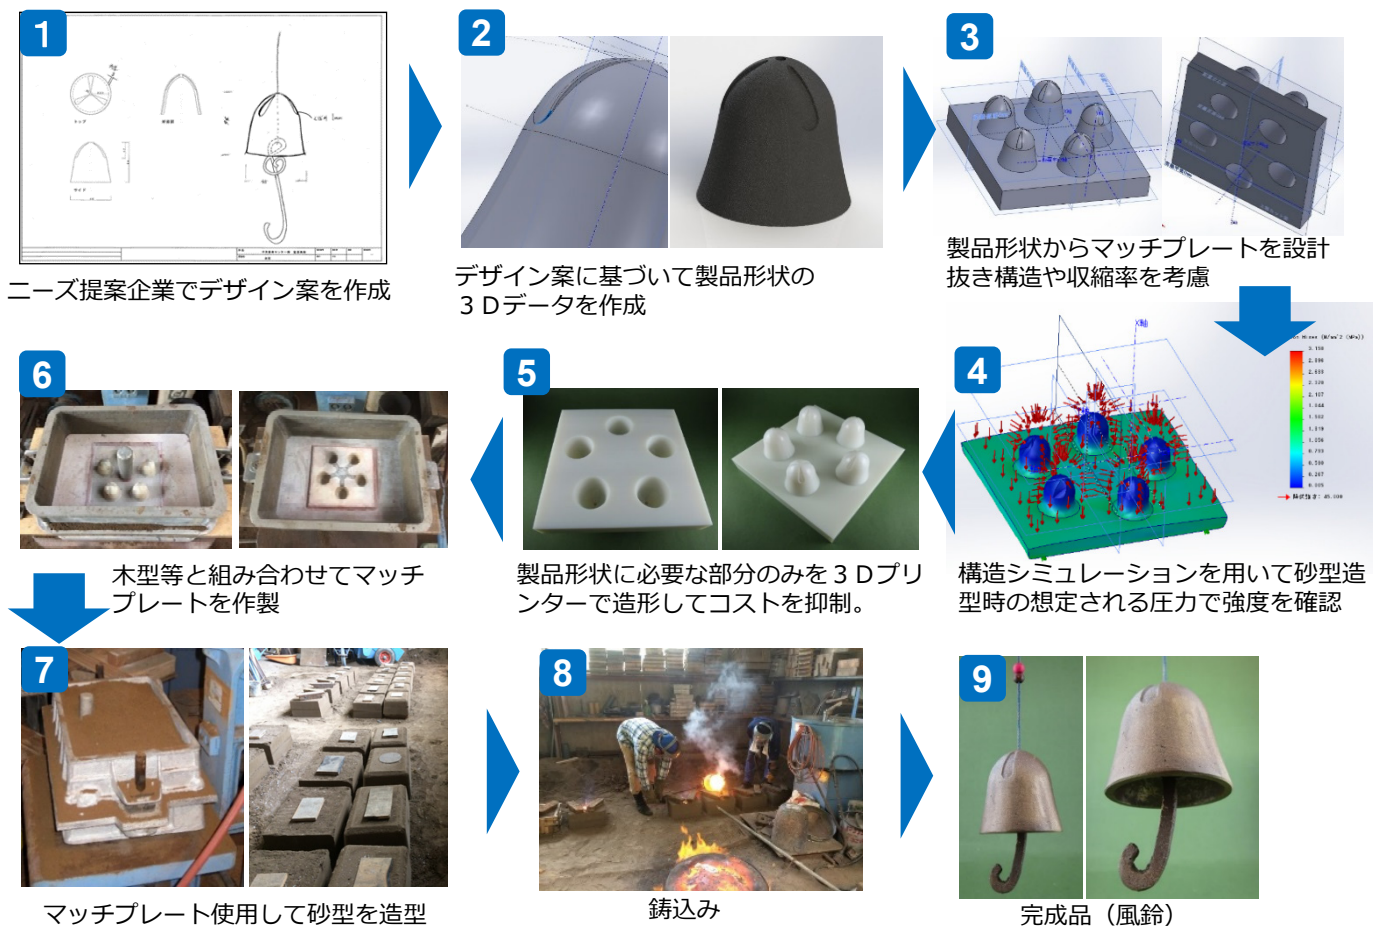 1
トップ
サイド
ニーズ提案企業でデザイン案を作成
2
デザイン案に基づいて製品形状の
３Ｄデータを作成
3
製品形状からマッチプレートを設計
抜き構造や収縮率を考慮
4
構造シミュレーションを用いて砂型造
型時の想定される圧力で強度を確認
5
製品形状に必要な部分のみを３Ｄプリ
ンターで造形してコストを抑制。
6
木型等と組み合わせてマッチ
プレートを作製
7
マッチプレート使用して砂型を造型
8
鋳込み
9
完成品（風鈴）